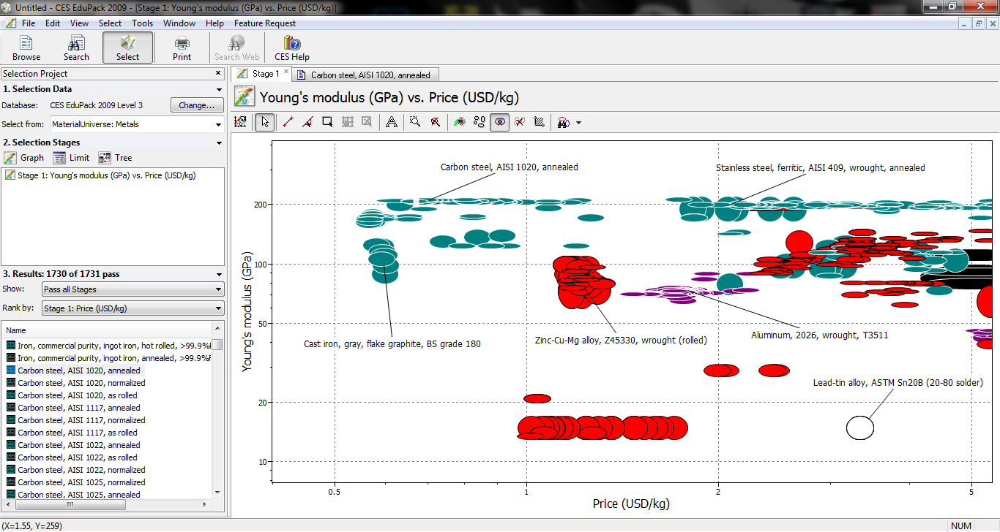 Untitled - CES EduPack 2009 - [Stage 1: Young's modulus (GPa) vs. Price (USD/kg)]
File Edit View Select Tools Window Help Feature Request
Browse Search Select Print Search Web CES Help
Selection Project
1. Selection Data
Database: CES EduPack 2009 Level 3 Change...
Select from: MaterialUniverse: Metals
2. Selection Stages
Graph Limit Tree
Stage 1: Young's modulus (GPa) vs. Price (USD/kg)
3. Results: 1730 of 1731 pass
Show: Pass all Stages
Rank by: Stage 1: Price (USD/kg)
Name
Iron, commercial purity, ingot iron, hot rolled, >99.9%F
Iron, commercial purity, ingot iron, annealed, >99.9%F
Carbon steel, AISI 1020, annealed
Carbon steel, AISI 1020, normalized
Carbon steel, AISI 1020, as rolled
Carbon steel, AISI 1117, annealed
Carbon steel, AISI 1117, normalized
Carbon steel, AISI 1117, as rolled
Carbon steel, AISI 1022, annealed
Carbon steel, AISI 1022, as rolled
Carbon steel, AISI 1022, normalized
Carbon steel, AISI 1025, normalized
Carbon steel, AISI 1025, annealed
Stage 1 Carbon steel, AISI 1020, annealed
Young's modulus (GPa) vs. Price (USD/kg)
Carbon steel, AISI 1020, annealed
Stainless steel, ferritic, AISI 409, wrought, annealed
200
100
50
20
10
Young's modulus (GPa)
Cast iron, gray, flake graphite, BS grade 180
Zinc-Cu-Mg alloy, Z45330, wrought (rolled)
Aluminum, 2026, wrought, T3511
Lead-tin alloy, ASTM Sn20B (20-80 solder)
0.5 1 2 5
Price (USD/kg)
(X=1.55, Y=259) NUM